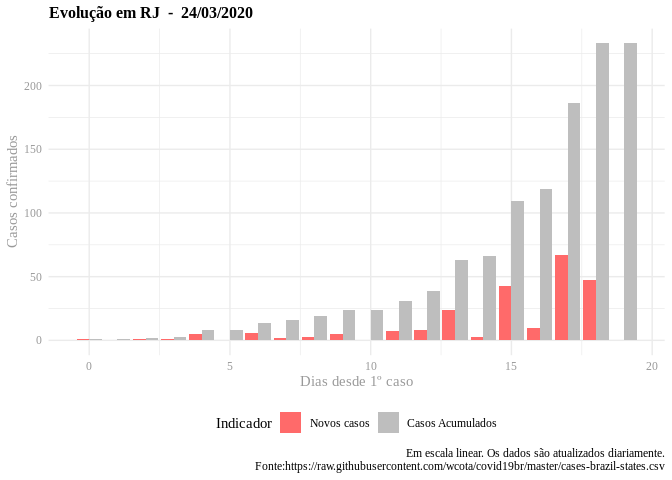 Evolução em RJ  -  24/03/2020
Casos confirmados
200
150
100
50
0
0 5 10 15 20
Dias desde 1º caso
Indicador Novos casos Casos Acumulados
Em escala linear. Os dados são atualizados diariamente.
Fonte:https://raw.githubusercontent.com/wcota/covid19br/master/cases-brazil-states.csv